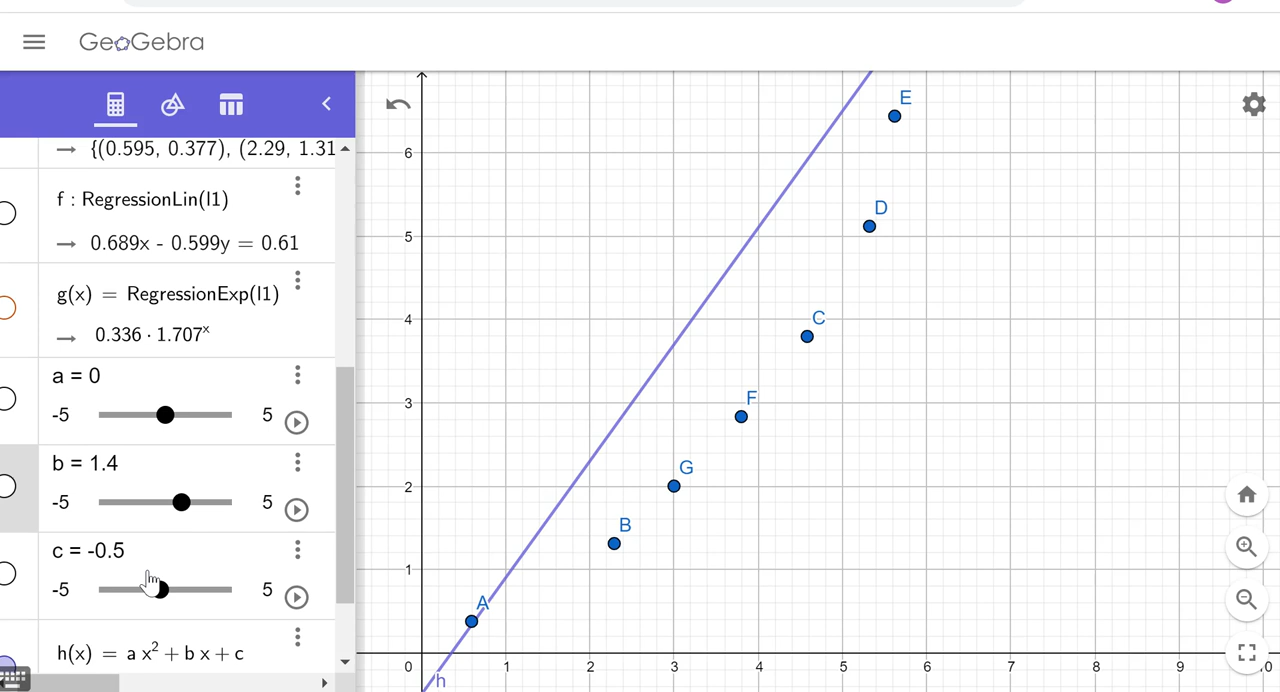 GeoGebra
→ {(0.595, 0.377), (2.29, 1.31
f : RegressionLin(l1)
→ 0.689x - 0.599y = 0.61
g(x) = RegressionExp(l1)
→ 0.336 · 1.707ˣ
a = 0
-5 5
b = 1.4
-5 5
c = -0.5
-5 5
h(x) = a x² + b x + c
E
6
D
5
C
4
F
3
G
2
B
1
A
0 1 2 3 4 5 6 7 8 9
h